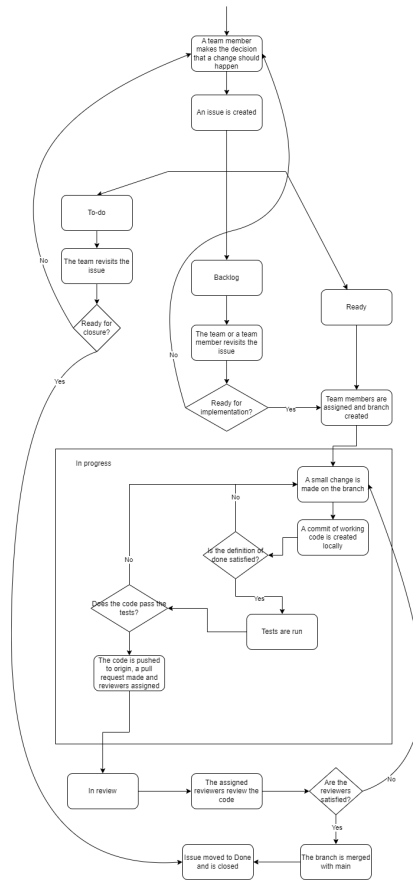 A team member
makes the decision
that a change should
happen
An issue is created
To-do
The team revisits the
issue
No
Ready for
closure?
Yes
Backlog
The team or a team
member revisits the
issue
No
Ready for
implementation?
Yes
Ready
Team members are
assigned and branch
created
In progress
A small change is
made on the branch
A commit of working
code is created
locally
No
Is the definition of
done satisfied?
Yes
Tests are run
No
Does the code pass the
tests?
The code is pushed
to origin, a pull
request made and
reviewers assigned
In review
The assigned
reviewers review the
code
Are the
reviewers
satisfied?
No
Yes
The branch is merged
with main
Issue moved to Done
and is closed